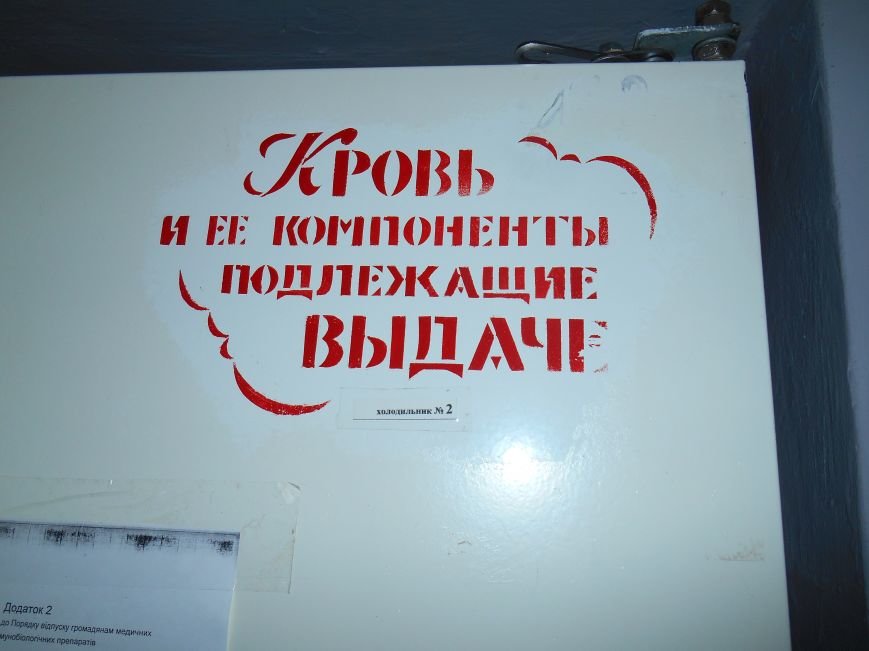 Кровь
и ее компоненты
подлежащие
выдаче
холодильник № 2
Додаток 2
до Порядку відпуску громадянам медичних
мунобіологічних препаратів